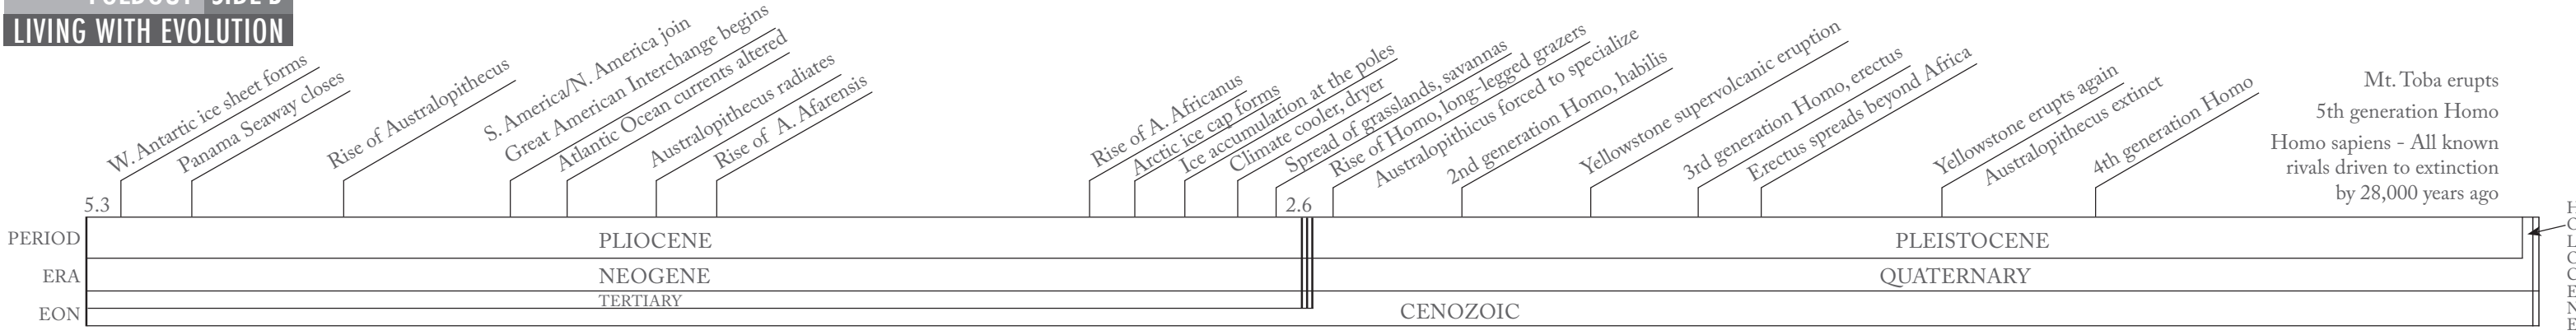 FOLDOUT SIDE B
LIVING WITH EVOLUTION
W. Antartic ice sheet forms
Panama Seaway closes
Rise of Australopithecus
S. America/N. America join
Great American Interchange begins
Atlantic Ocean currents altered
Australopithecus radiates
Rise of A. Afarensis
Rise of A. Africanus
Arctic ice cap forms
Ice accumulation at the poles
Climate cooler, dryer
Spread of grasslands, savannas
Rise of Homo, long-legged grazers
Australopithicus forced to specialize
2nd generation Homo, habilis
Yellowstone supervolcanic eruption
3rd generation Homo, erectus
Erectus spreads beyond Africa
Yellowstone erupts again
Australopithecus extinct
4th generation Homo
Mt. Toba erupts
5th generation Homo
Homo sapiens - All known
rivals driven to extinction
by 28,000 years ago
5.3
2.6
PERIOD
PLIOCENE
PLEISTOCENE
HOLOCENE
ERA
NEOGENE
QUATERNARY
TERTIARY
EON
CENOZOIC